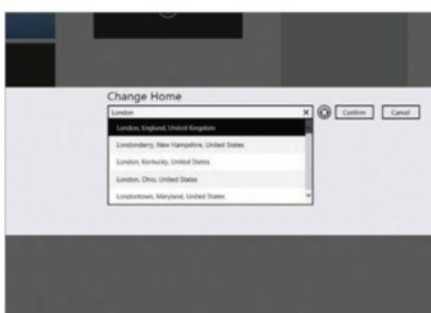 Change Home
London
Confirm Cancel
London, England, United Kingdom
Londonderry, New Hampshire, United States
London, Kentucky, United States
London, Ohio, United States
Londontown, Maryland, United States